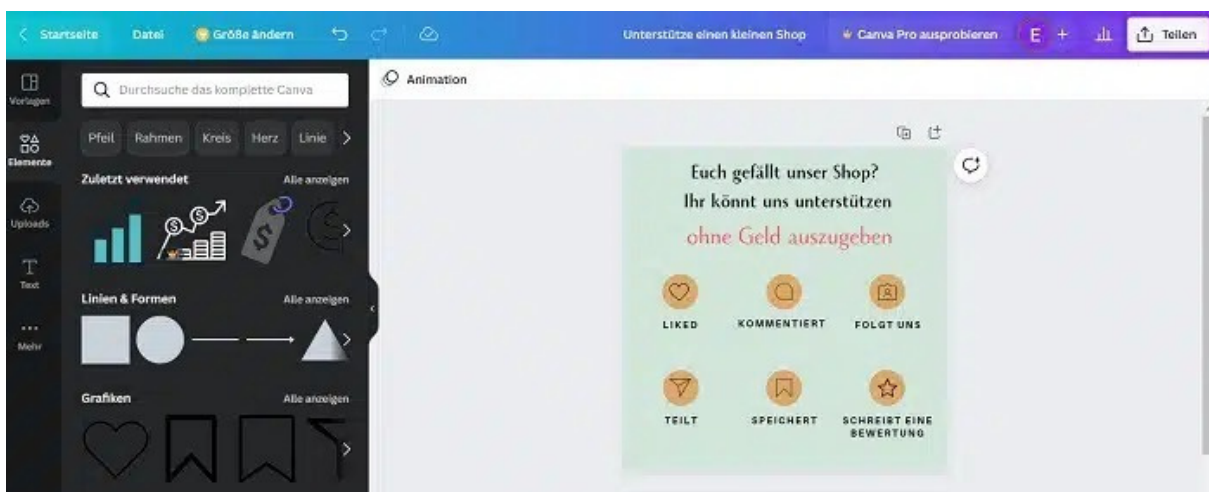 Startseite
Datei
Größe ändern
Unterstütze einen kleinen Shop
Canva Pro ausprobieren
E
+
Teilen
Vorlagen
Elemente
Uploads
Text
Mehr
Durchsuche das komplette Canva
Pfeil
Rahmen
Kreis
Herz
Linie
Zuletzt verwendet
Alle anzeigen
Linien & Formen
Alle anzeigen
Grafiken
Alle anzeigen
Animation
Euch gefällt unser Shop?
Ihr könnt uns unterstützen
ohne Geld auszugeben
LIKED
KOMMENTIERT
FOLGT UNS
TEILT
SPEICHERT
SCHREIBT EINE
BEWERTUNG